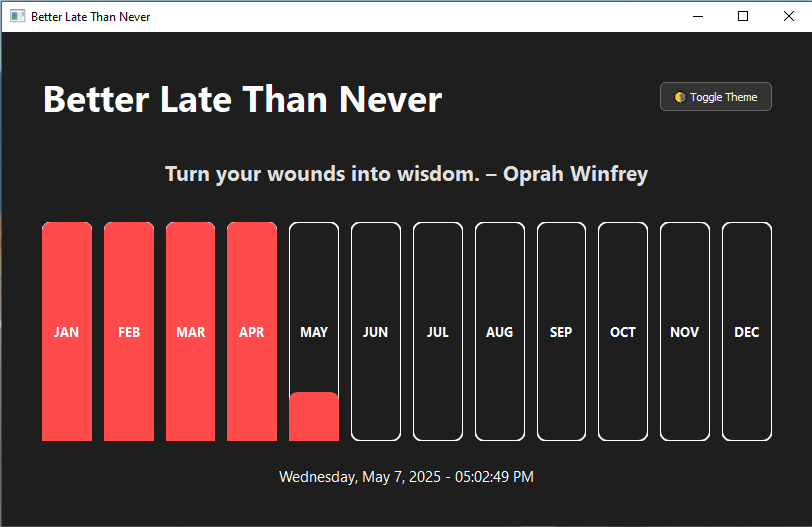 Better Late Than Never
Better Late Than Never
Toggle Theme
Turn your wounds into wisdom. – Oprah Winfrey
JAN FEB MAR APR MAY JUN JUL AUG SEP OCT NOV DEC
Wednesday, May 7, 2025 - 05:02:49 PM